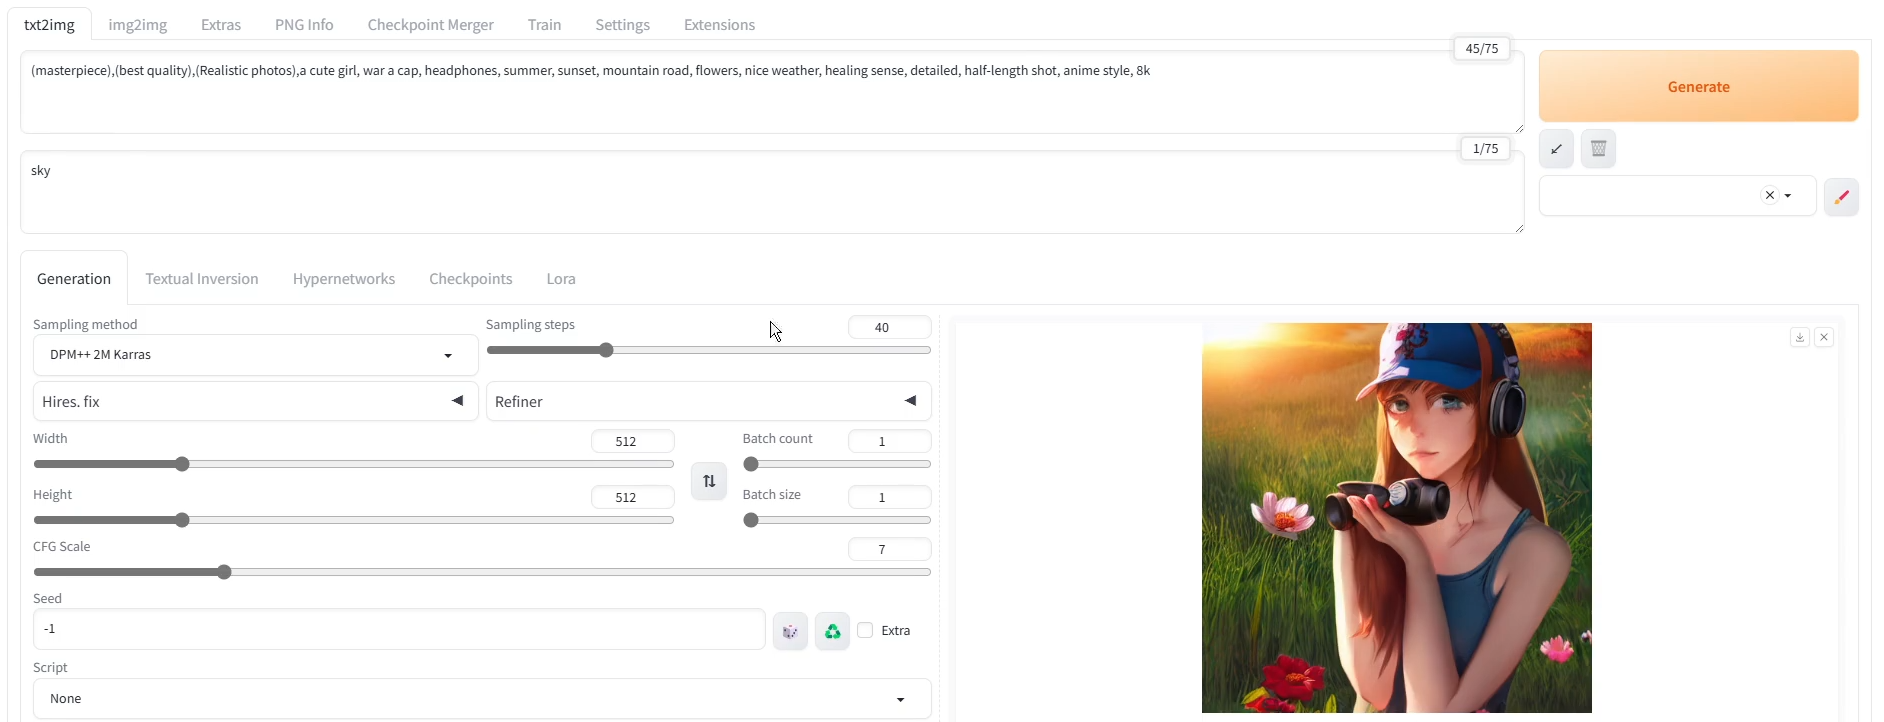 txt2img img2img Extras PNG Info Checkpoint Merger Train Settings Extensions
45/75
(masterpiece),(best quality),(Realistic photos),a cute girl, war a cap, headphones, summer, sunset, mountain road, flowers, nice weather, healing sense, detailed, half-length shot, anime style, 8k
Generate
1/75
sky
Generation Textual Inversion Hypernetworks Checkpoints Lora
Sampling method
DPM++ 2M Karras
Sampling steps
40
Hires. fix
Refiner
Width
512
Batch count
1
Height
512
Batch size
1
CFG Scale
7
Seed
-1
Extra
Script
None